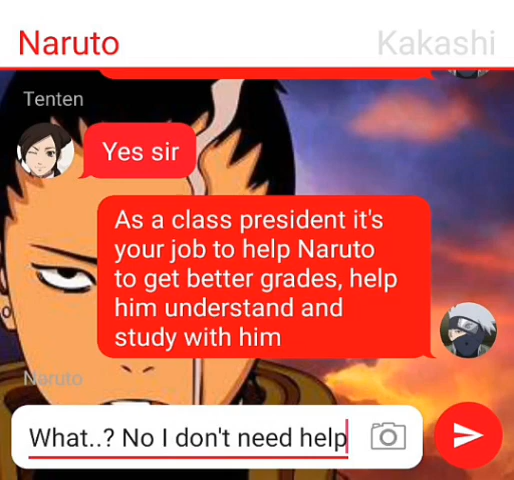 Naruto Kakashi
Tenten
Yes sir
As a class president it's
your job to help Naruto
to get better grades, help
him understand and
study with him
Naruto
What..? No I don't need help